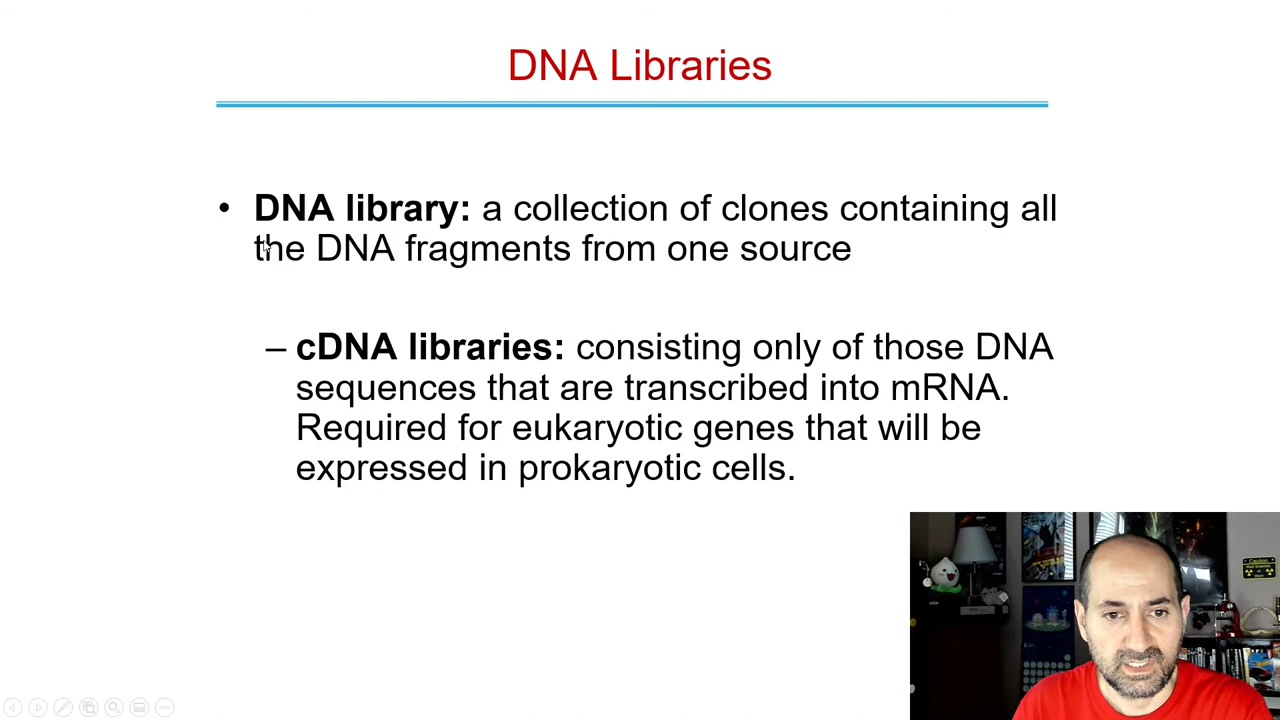 DNA Libraries
• DNA library: a collection of clones containing all
the DNA fragments from one source
– cDNA libraries: consisting only of those DNA
sequences that are transcribed into mRNA.
Required for eukaryotic genes that will be
expressed in prokaryotic cells.
Caution